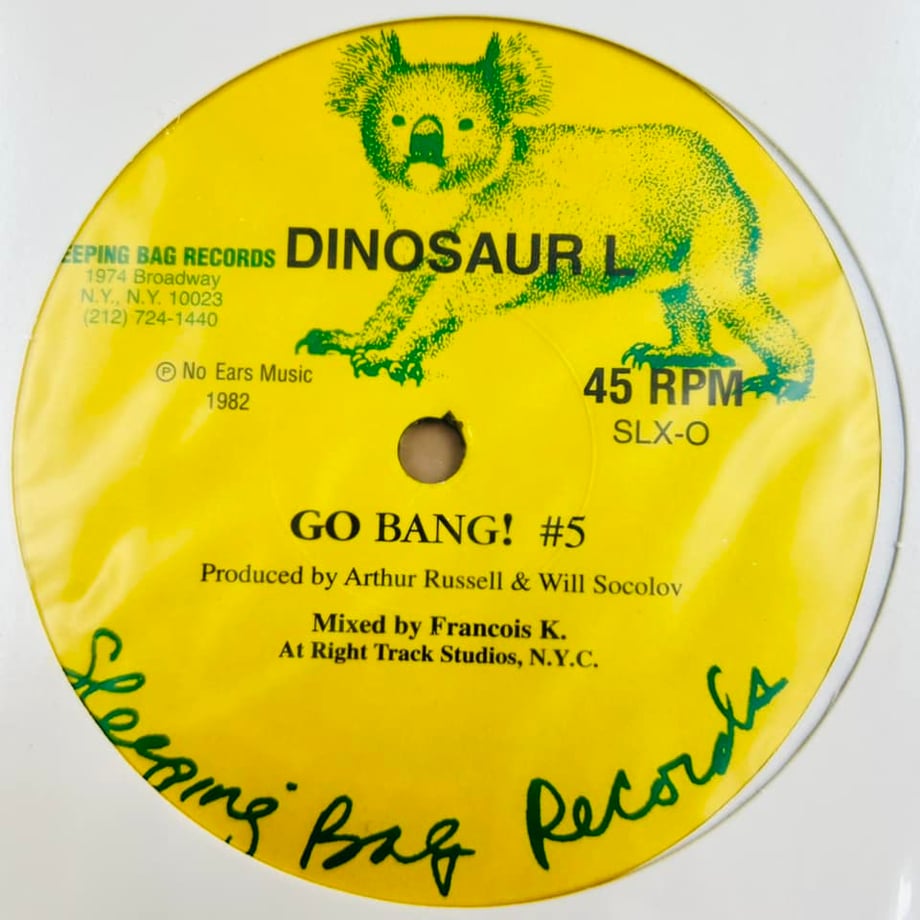 DINOSAUR L
EEPING BAG RECORDS
1974 Broadway
N.Y., N.Y. 10023
(212) 724-1440
℗ No Ears Music
1982
45 RPM
SLX-O
GO BANG! #5
Produced by Arthur Russell & Will Socolov
Mixed by Francois K.
At Right Track Studios, N.Y.C.
Sleeping Bag Records